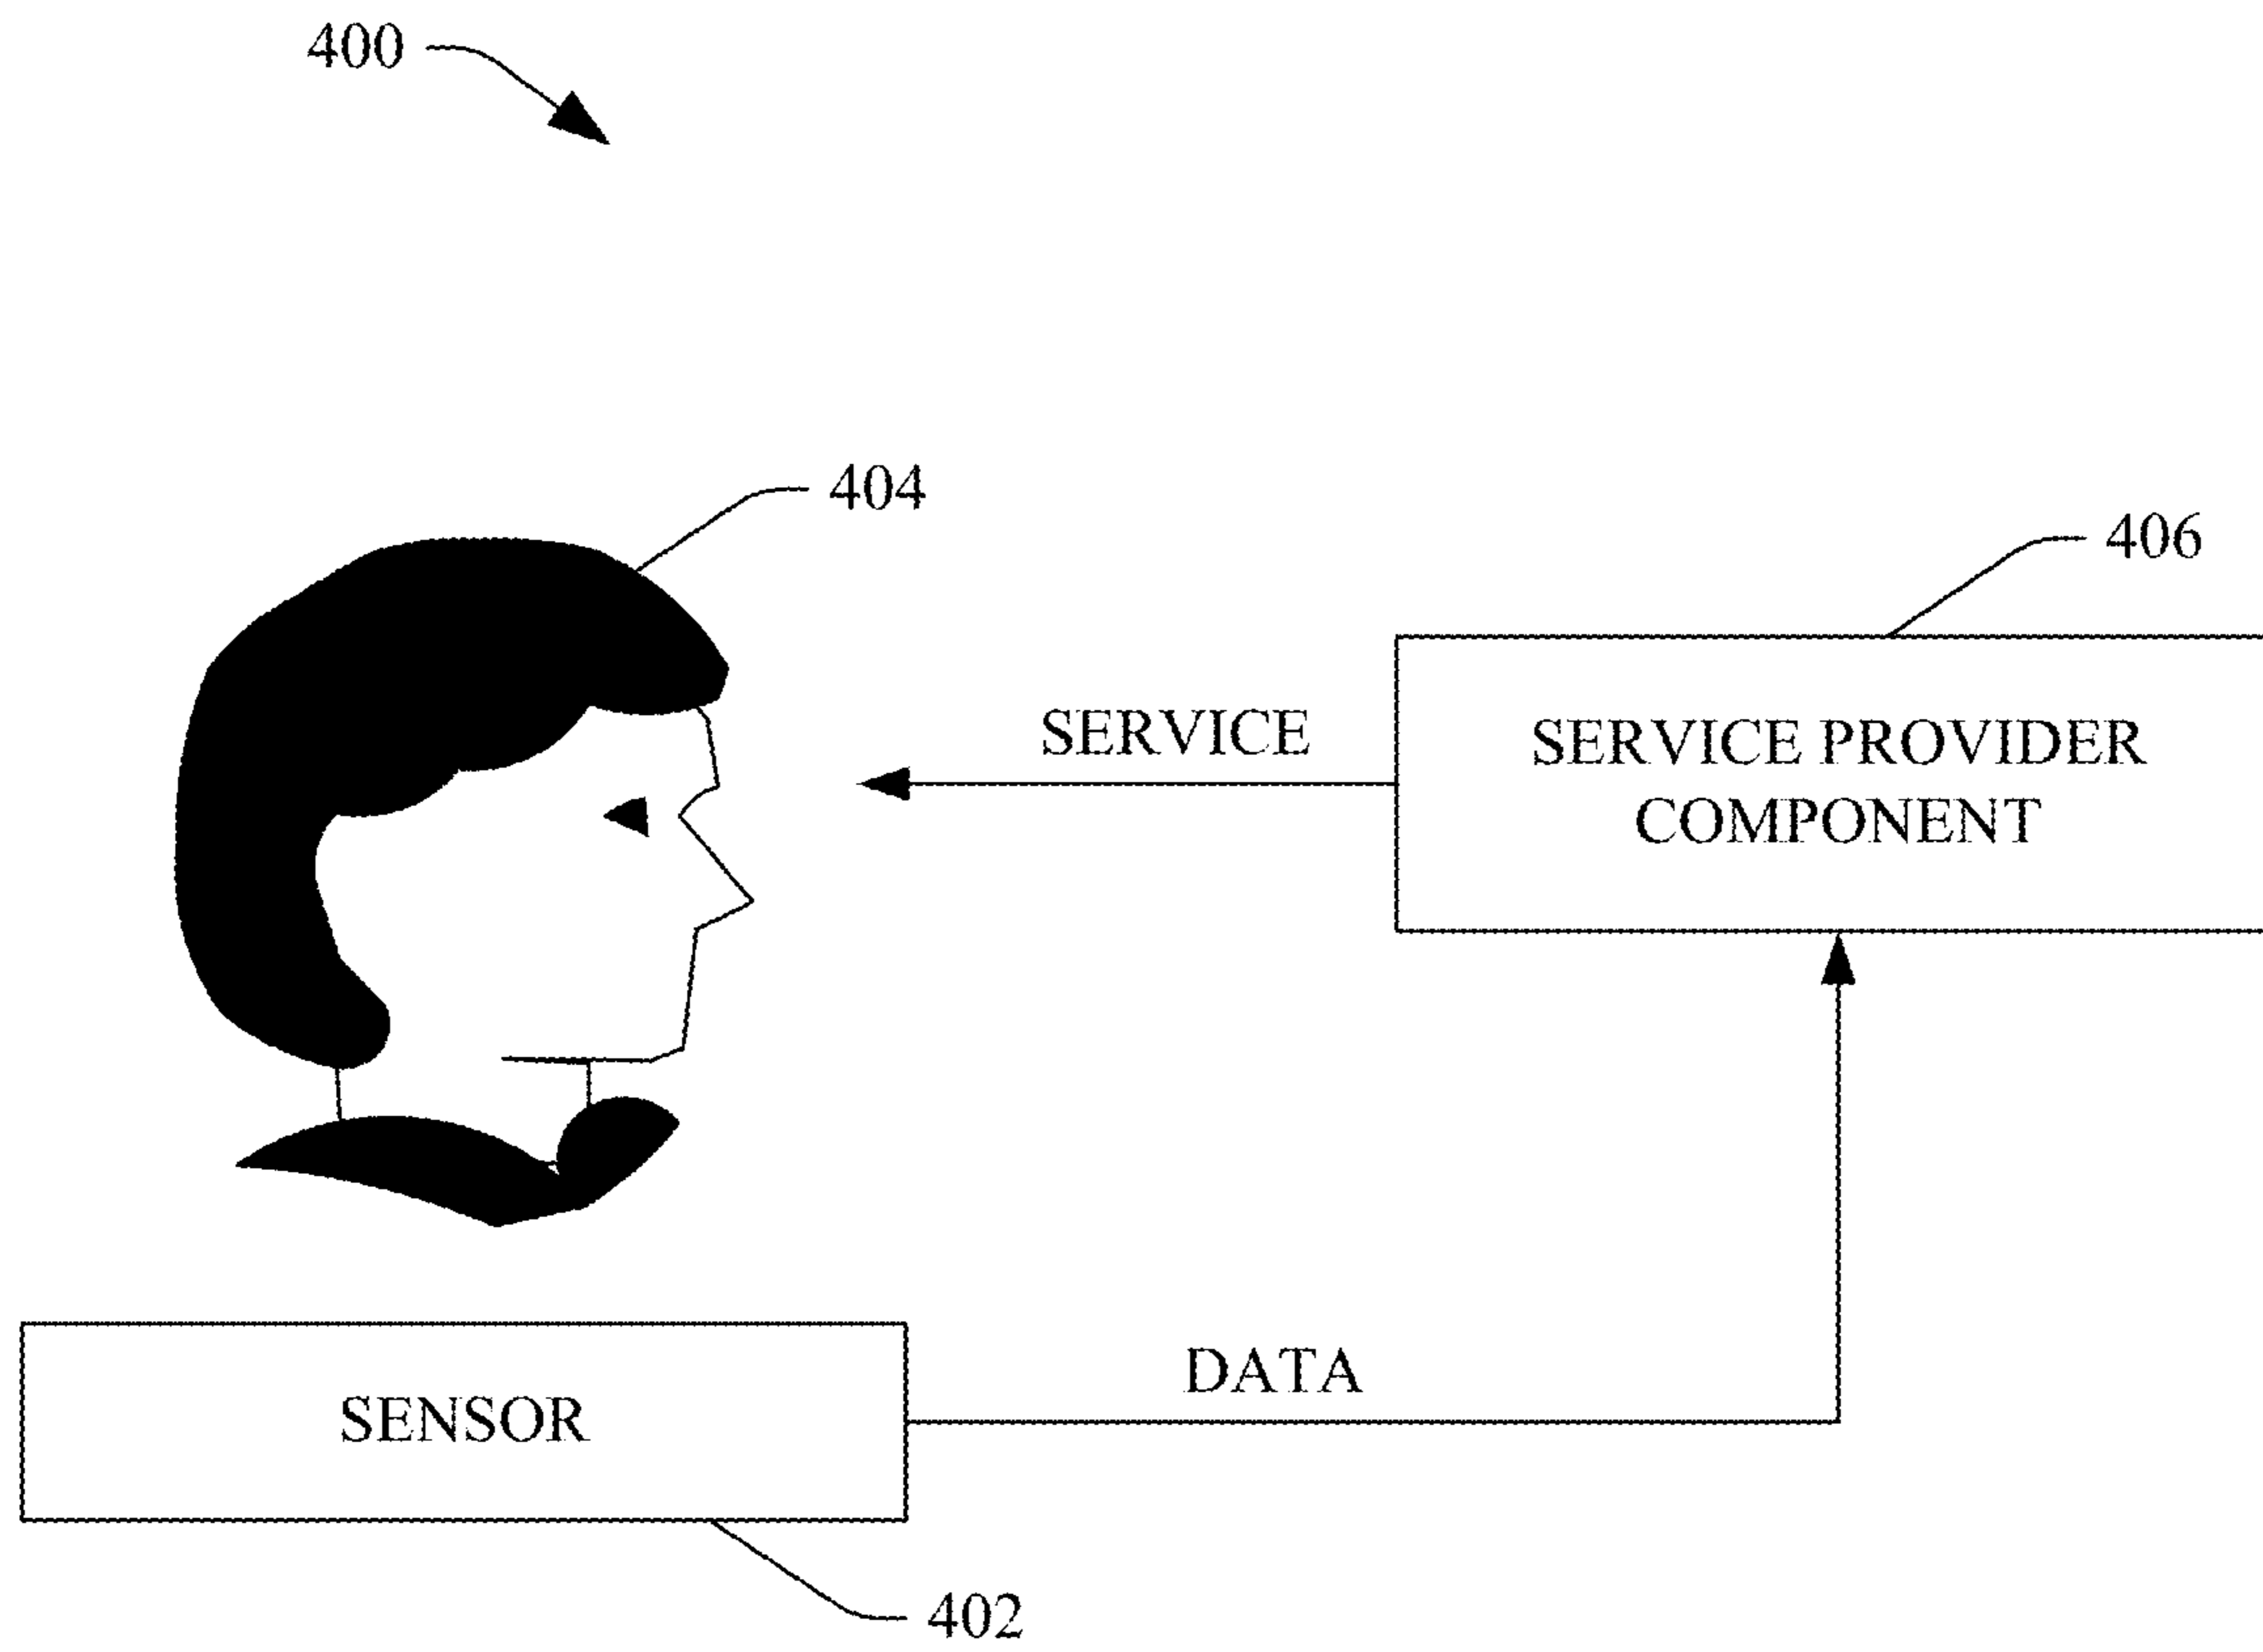 400
404
406
SERVICE
SERVICE PROVIDER
COMPONENT
DATA
SENSOR
402